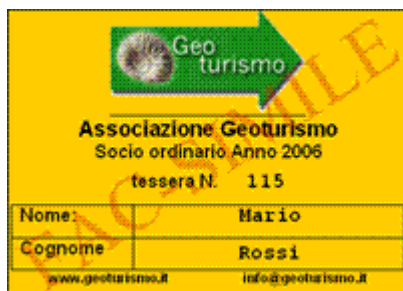 Geo
turismo
Associazione Geoturismo
Socio ordinario Anno 2006
tessera N. 115
Nome: Mario
Cognome Rossi
www.geoturismo.it info@geoturismo.it
FAC-SIMILE